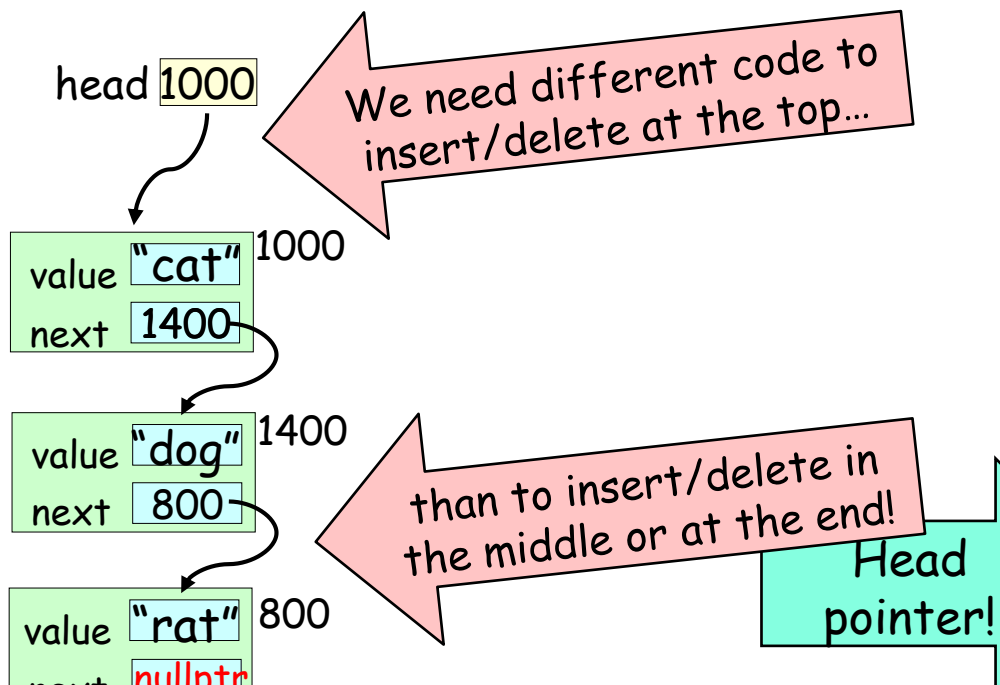 head 1000
We need different code to
insert/delete at the top…
1000
value "cat"
next 1400
1400
value "dog"
next 800
than to insert/delete in
the middle or at the end!
Head
pointer!
800
value "rat"
next nullptr